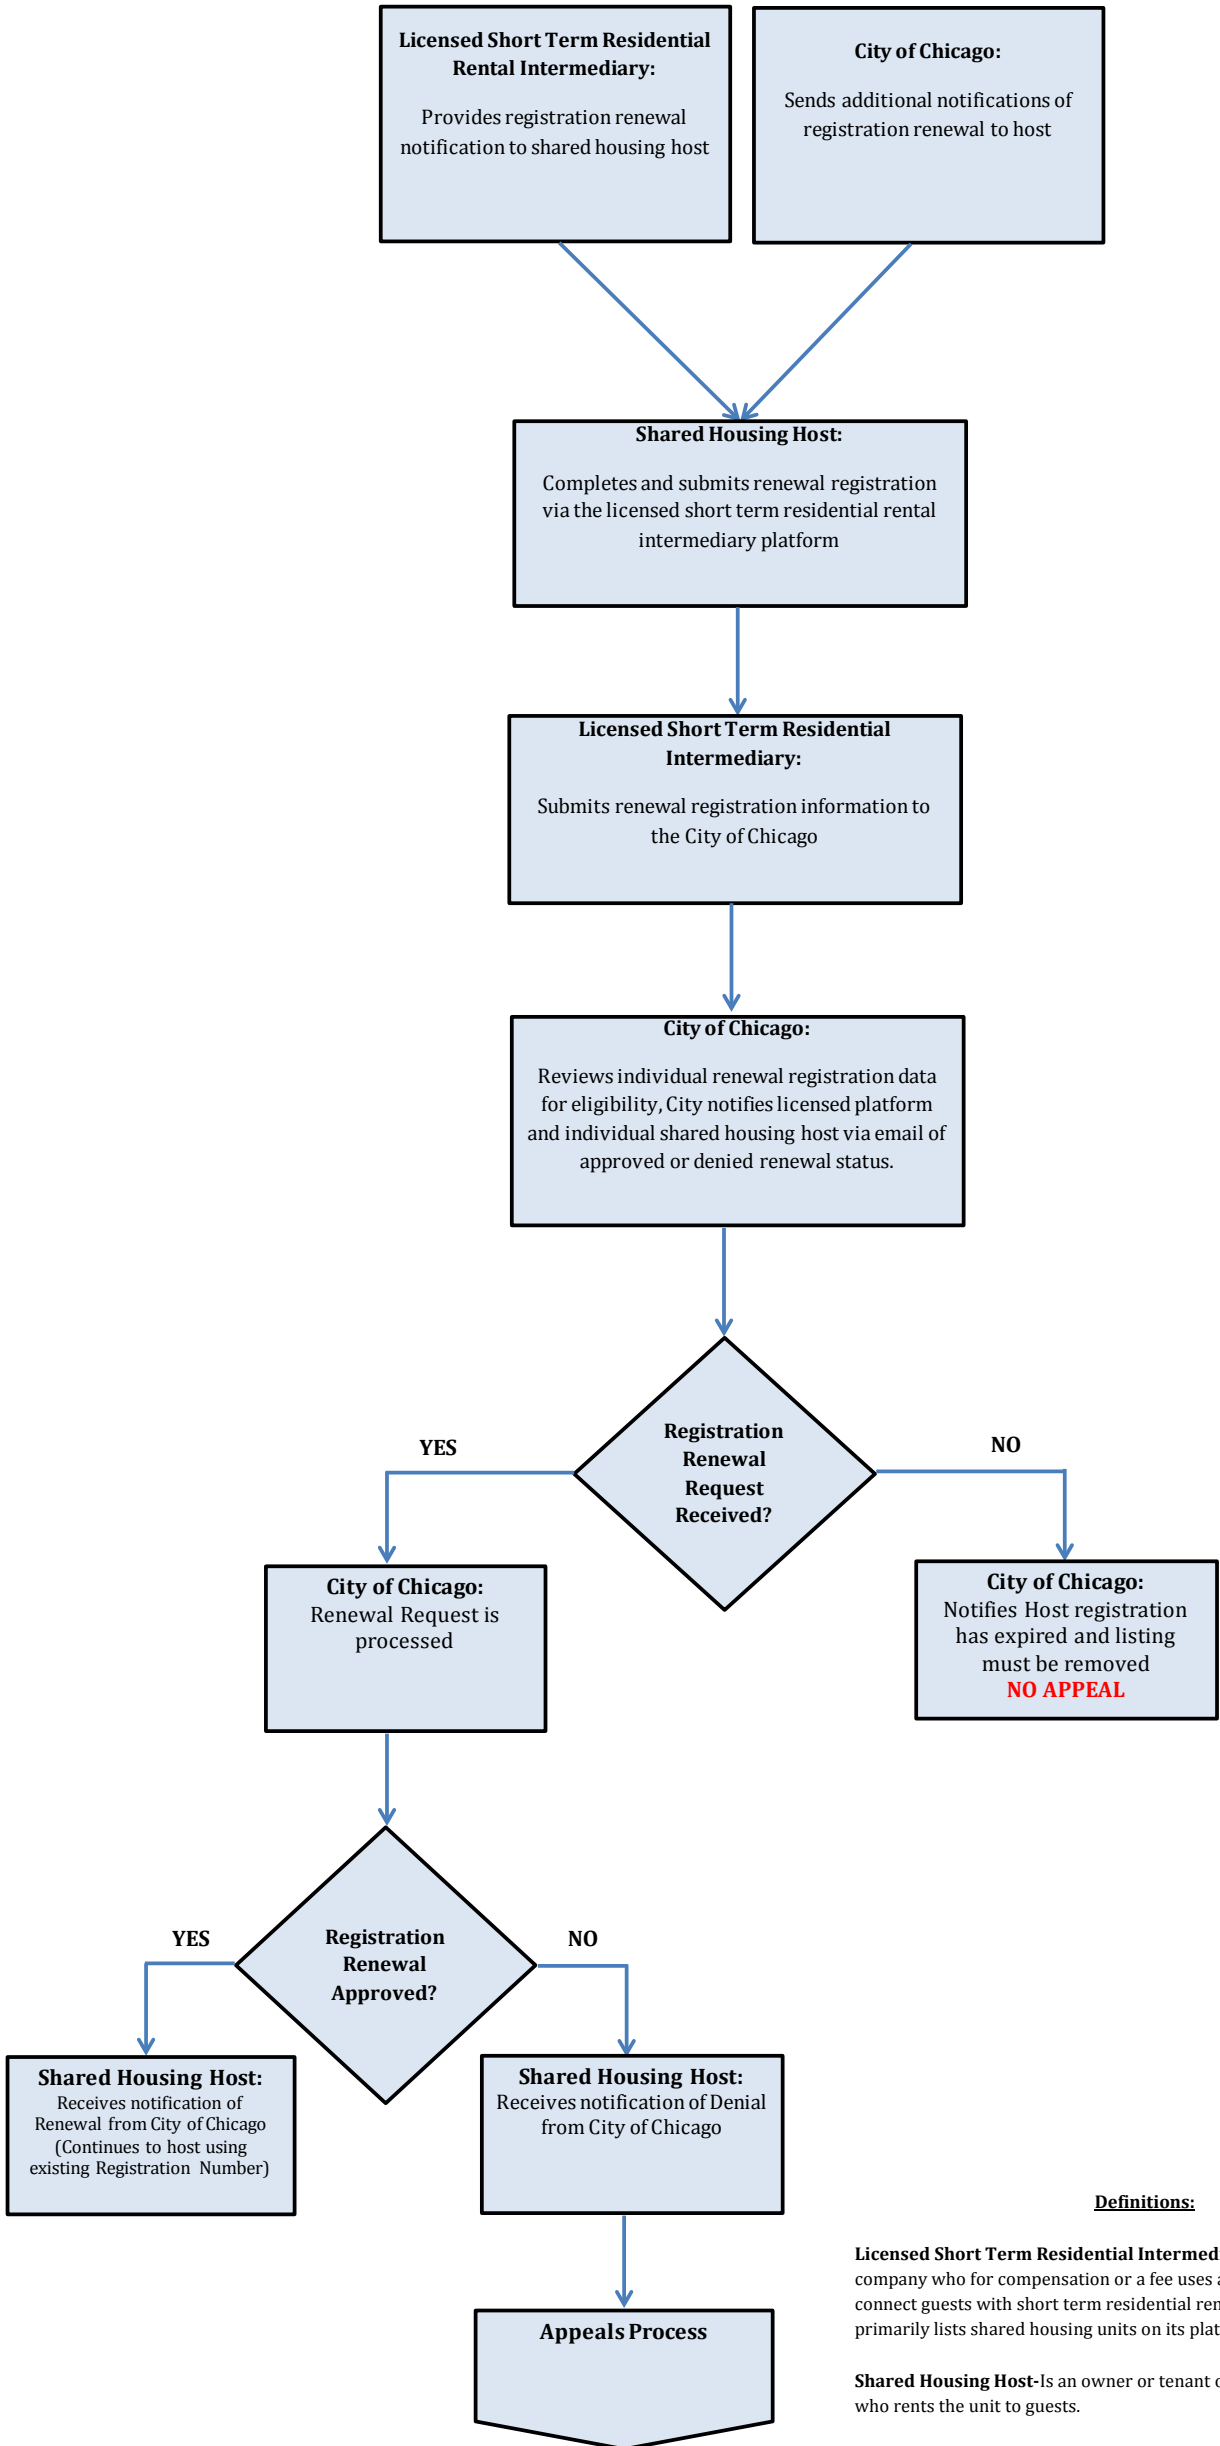 Licensed Short Term Residential
Rental Intermediary:
Provides registration renewal
notification to shared housing host
City of Chicago:
Sends additional notifications of
registration renewal to host
Shared Housing Host:
Completes and submits renewal registration
via the licensed short term residential rental
intermediary platform
Licensed Short Term Residential
Intermediary:
Submits renewal registration information to
the City of Chicago
City of Chicago:
Reviews individual renewal registration data
for eligibility, City notifies licensed platform
and individual shared housing host via email of
approved or denied renewal status.
Registration
Renewal
Request
Received?
YES
NO
City of Chicago:
Renewal Request is
processed
City of Chicago:
Notifies Host registration
has expired and listing
must be removed
NO APPEAL
Registration
Renewal
Approved?
YES
NO
Shared Housing Host:
Receives notification of
Renewal from City of Chicago
(Continues to host using
existing Registration Number)
Shared Housing Host:
Receives notification of Denial
from City of Chicago
Appeals Process
Definitions:
Licensed Short Term Residential
company who for compensation or a fee uses
connect guests with short term residential
primarily lists shared housing units on its
Shared Housing Host-Is an owner or tenant
who rents the unit to guests.